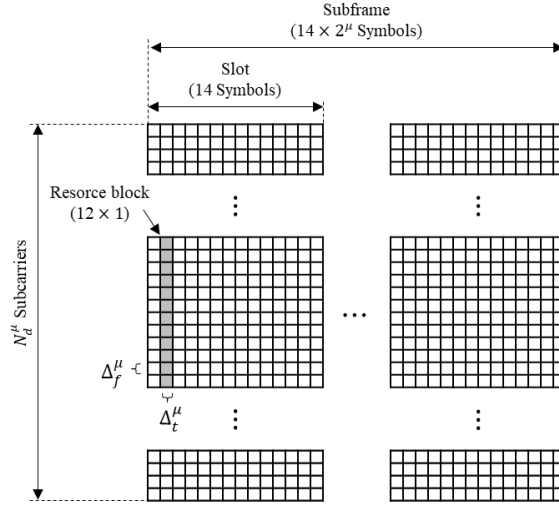 Subframe
(14 × 2^μ Symbols)
Slot
(14 Symbols)
Resorce block
(12 × 1)
N_d^μ Subcarriers
Δ_f^μ
Δ_t^μ